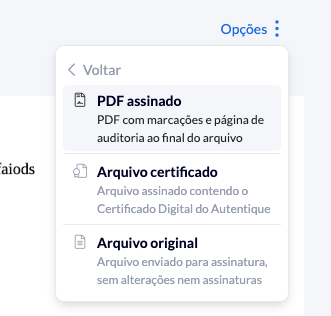 Opções
Voltar
PDF assinado
PDF com marcações e página de
auditoria ao final do arquivo
faiods
Arquivo certificado
Arquivo assinado contendo o
Certificado Digital do Autentique
Arquivo original
Arquivo enviado para assinatura,
sem alterações nem assinaturas